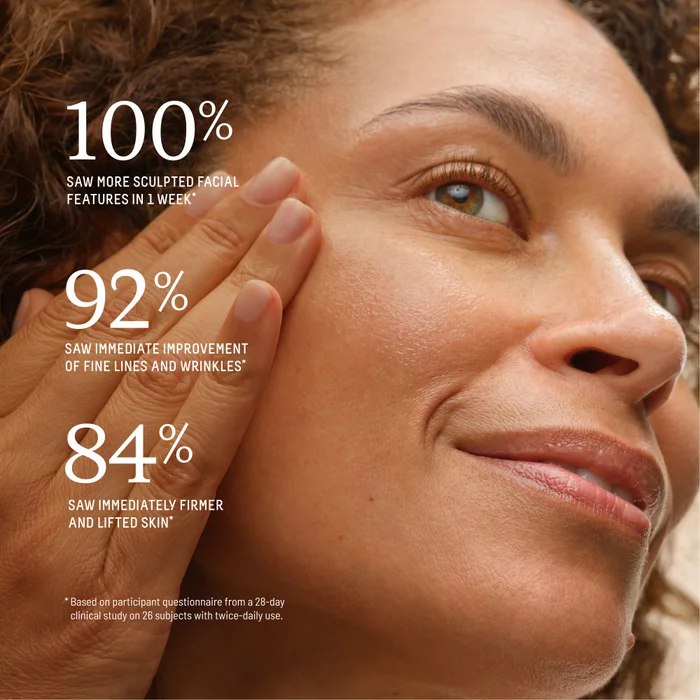 100%
SAW MORE SCULPTED FACIAL
FEATURES IN 1 WEEK*
92%
SAW IMMEDIATE IMPROVEMENT
OF FINE LINES AND WRINKLES*
84%
SAW IMMEDIATELY FIRMER
AND LIFTED SKIN*
* Based on participant questionnaire from a 28-day
clinical study on 26 subjects with twice-daily use.